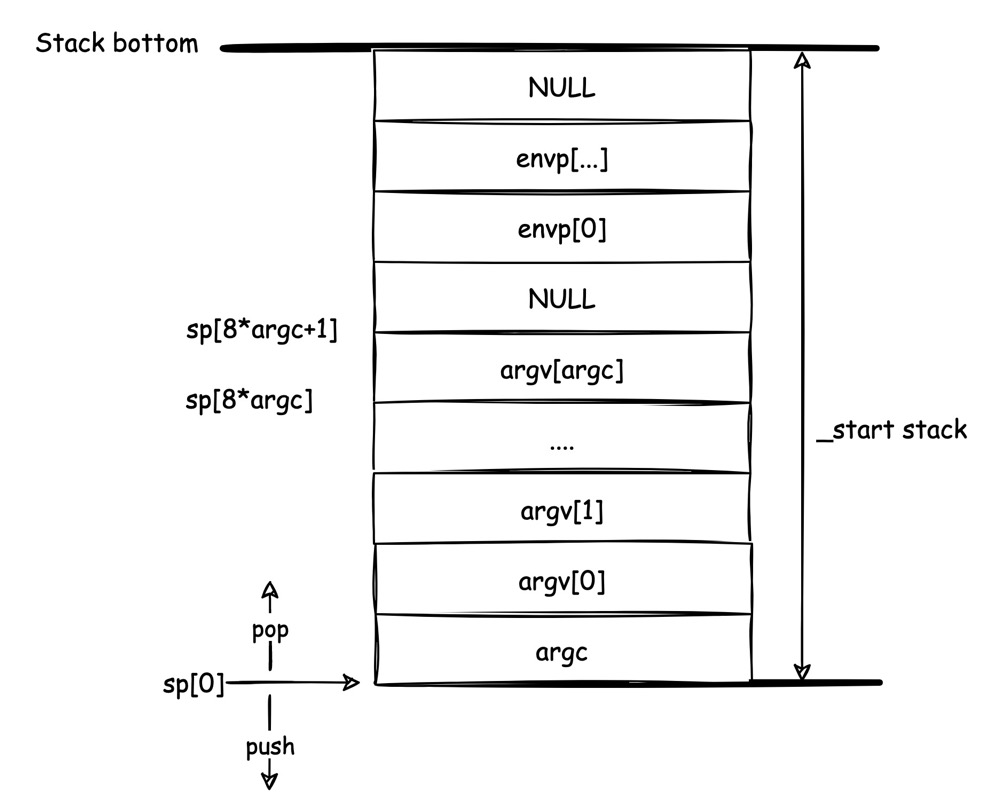 Stack bottom
NULL
envp[...]
envp[0]
NULL
sp[8*argc+1]
argv[argc]
sp[8*argc]
_start stack
....
argv[1]
argv[0]
pop
argc
sp[0]
push